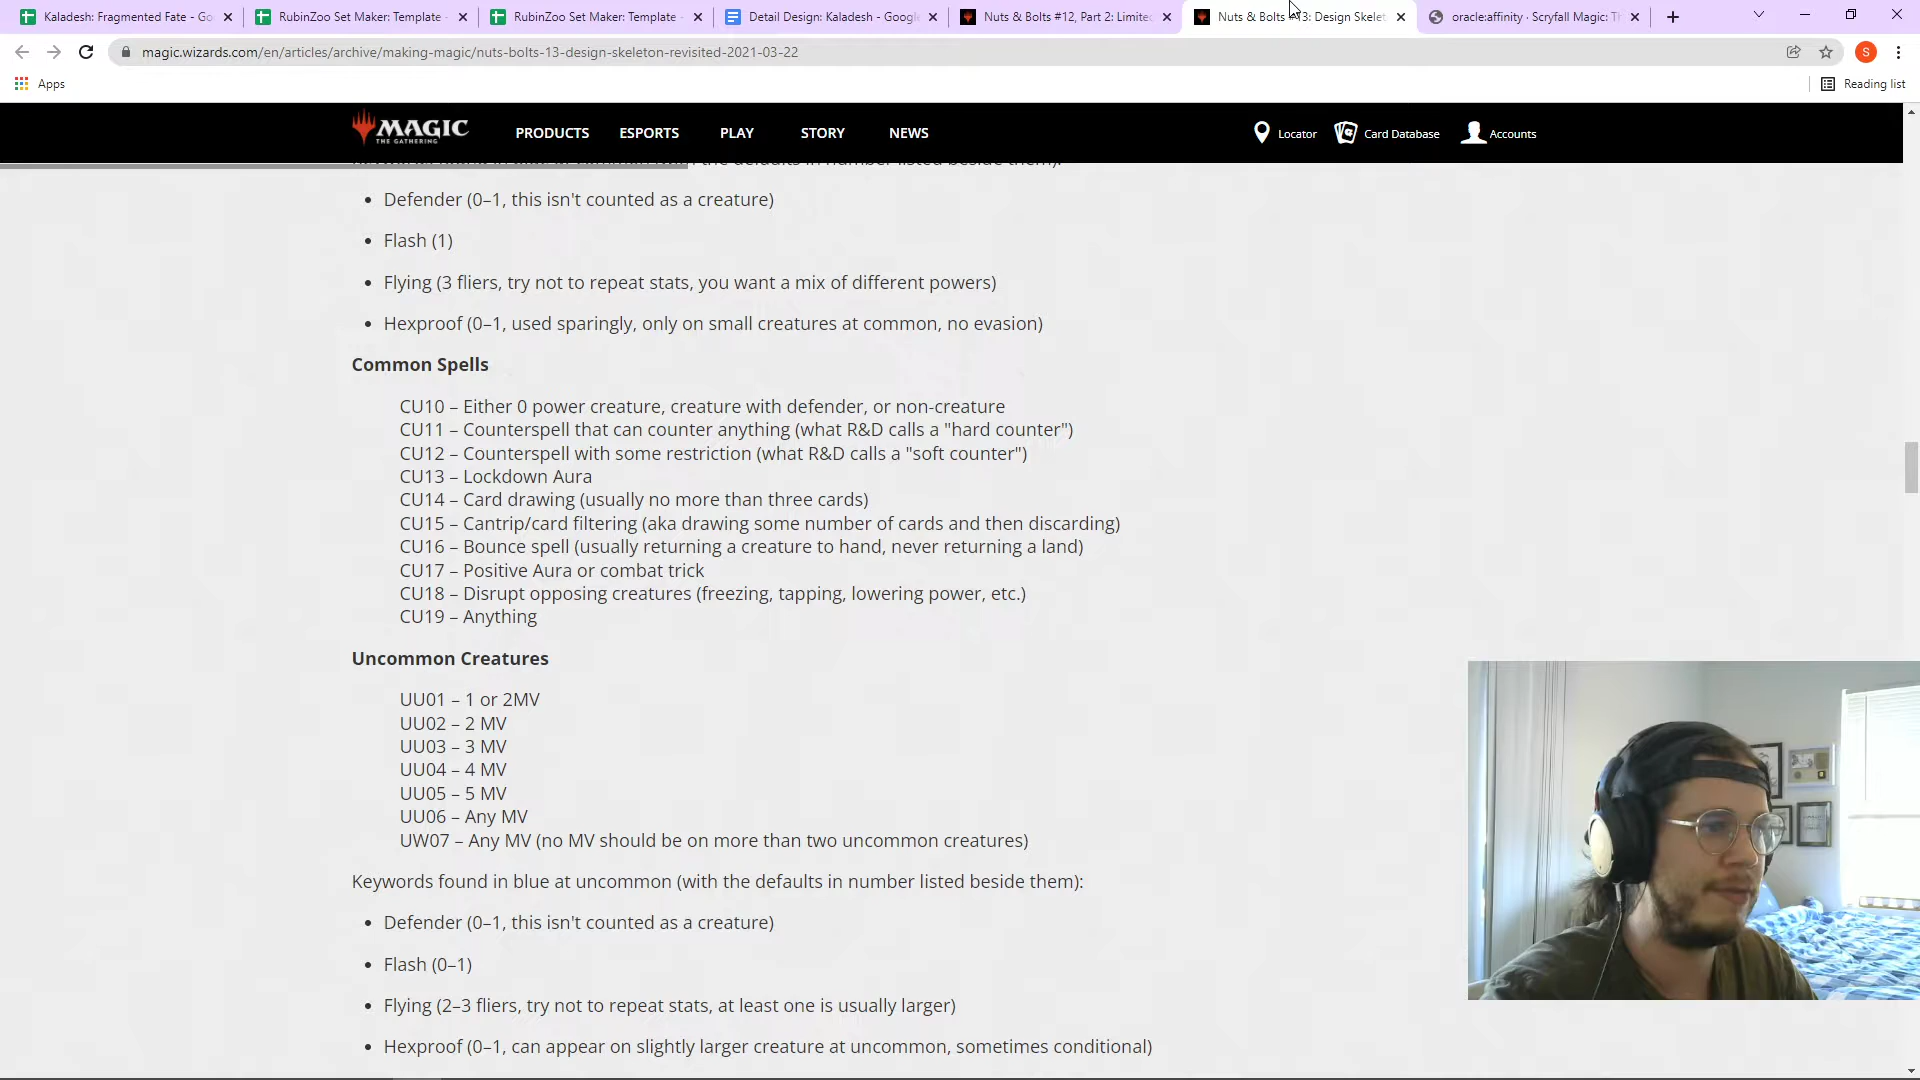 Kaladesh: Fragmented Fate - Go
RubinZoo Set Maker: Template -
RubinZoo Set Maker: Template -
Detail Design: Kaladesh - Google
Nuts & Bolts #12, Part 2: Limited
Nuts & Bolts #13: Design Skelet
oracle:affinity · Scryfall Magic: Th
magic.wizards.com/en/articles/archive/making-magic/nuts-bolts-13-design-skeleton-revisited-2021-03-22
S
Apps
Reading list
MAGIC
THE GATHERING
PRODUCTS
ESPORTS
PLAY
STORY
NEWS
Locator
Card Database
Accounts
the defaults in number listed beside them):
• Defender (0–1, this isn't counted as a creature)
• Flash (1)
• Flying (3 fliers, try not to repeat stats, you want a mix of different powers)
• Hexproof (0–1, used sparingly, only on small creatures at common, no evasion)
Common Spells
CU10 – Either 0 power creature, creature with defender, or non-creature
CU11 – Counterspell that can counter anything (what R&D calls a "hard counter")
CU12 – Counterspell with some restriction (what R&D calls a "soft counter")
CU13 – Lockdown Aura
CU14 – Card drawing (usually no more than three cards)
CU15 – Cantrip/card filtering (aka drawing some number of cards and then discarding)
CU16 – Bounce spell (usually returning a creature to hand, never returning a land)
CU17 – Positive Aura or combat trick
CU18 – Disrupt opposing creatures (freezing, tapping, lowering power, etc.)
CU19 – Anything
Uncommon Creatures
UU01 – 1 or 2MV
UU02 – 2 MV
UU03 – 3 MV
UU04 – 4 MV
UU05 – 5 MV
UU06 – Any MV
UW07 – Any MV (no MV should be on more than two uncommon creatures)
Keywords found in blue at uncommon (with the defaults in number listed beside them):
• Defender (0–1, this isn't counted as a creature)
• Flash (0–1)
• Flying (2–3 fliers, try not to repeat stats, at least one is usually larger)
• Hexproof (0–1, can appear on slightly larger creature at uncommon, sometimes conditional)